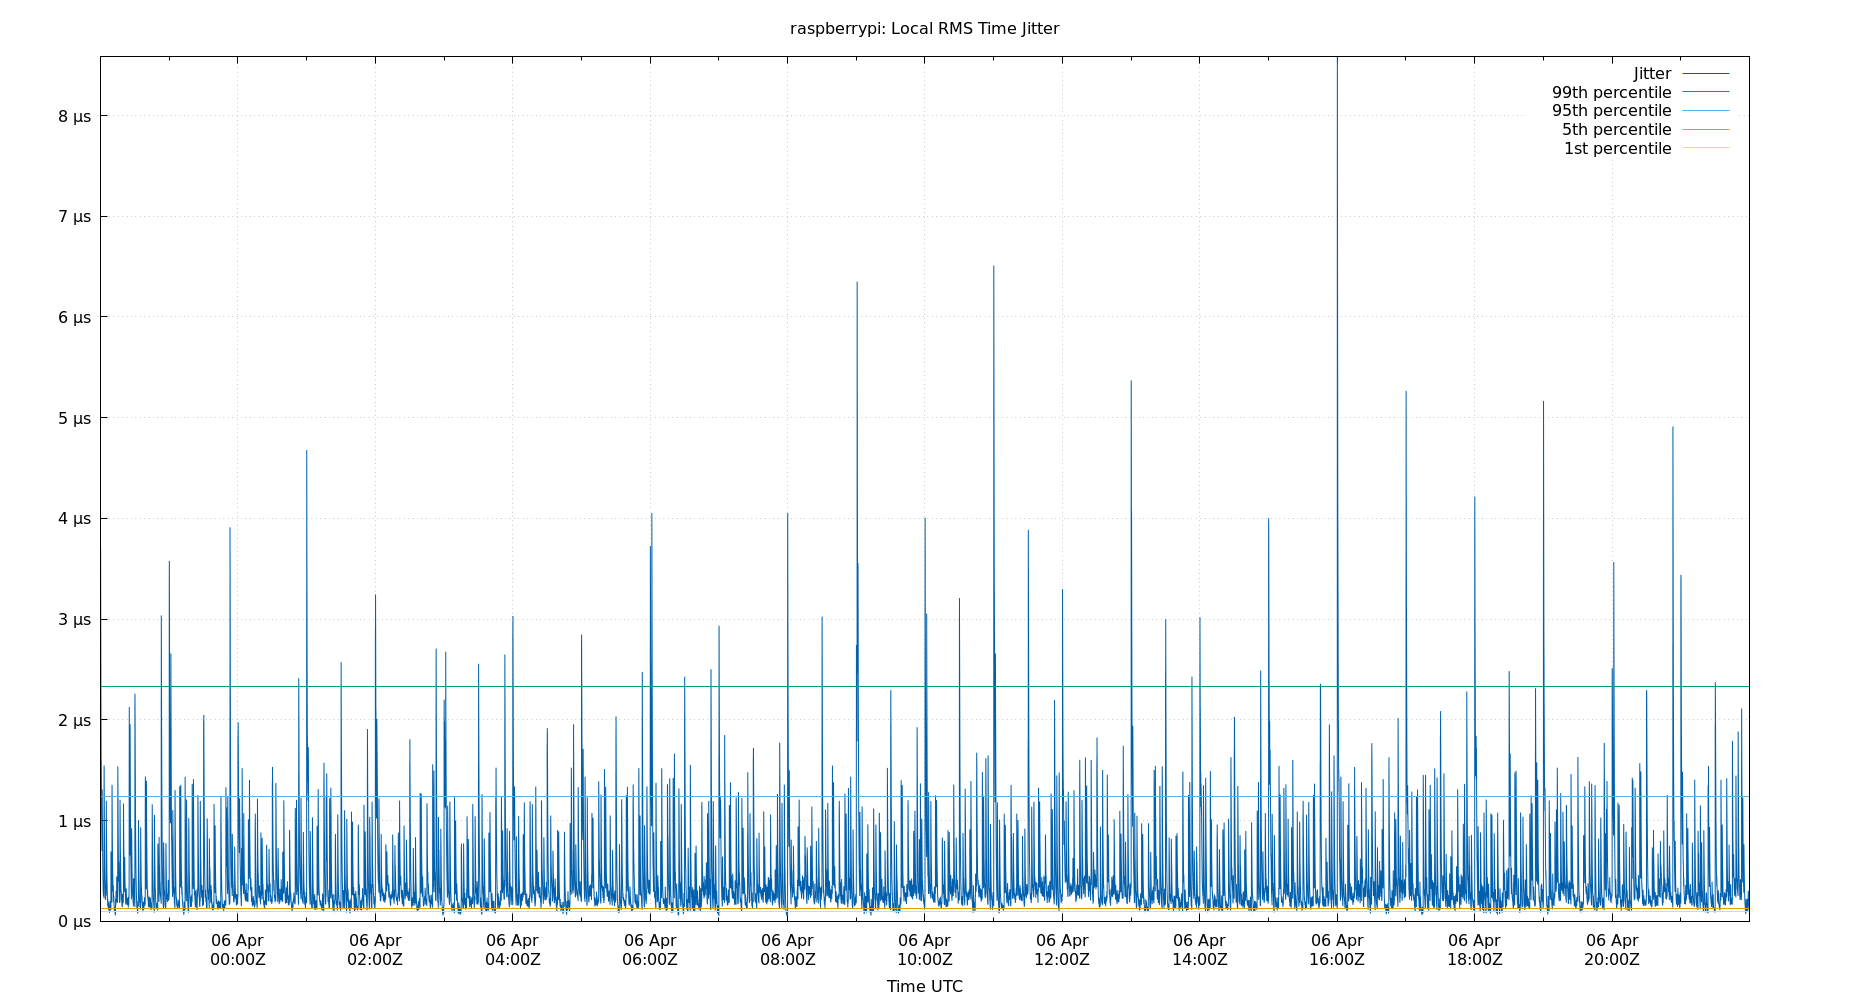 raspberrypi: Local RMS Time Jitter
Jitter
99th percentile
95th percentile
5th percentile
1st percentile
8 µs
7 µs
6 µs
5 µs
4 µs
3 µs
2 µs
1 µs
0 µs
06 Apr 06 Apr 06 Apr 06 Apr 06 Apr 06 Apr 06 Apr 06 Apr 06 Apr 06 Apr 06 Apr
00:00Z 02:00Z 04:00Z 06:00Z 08:00Z 10:00Z 12:00Z 14:00Z 16:00Z 18:00Z 20:00Z
Time UTC